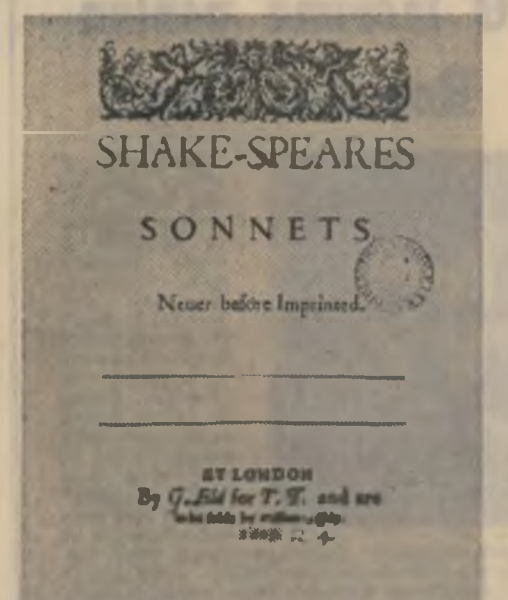 SHAKE-SPEARES
SONNETS
Neuer before Imprinted.
AT LONDON
By G. Eld for T. T. and are